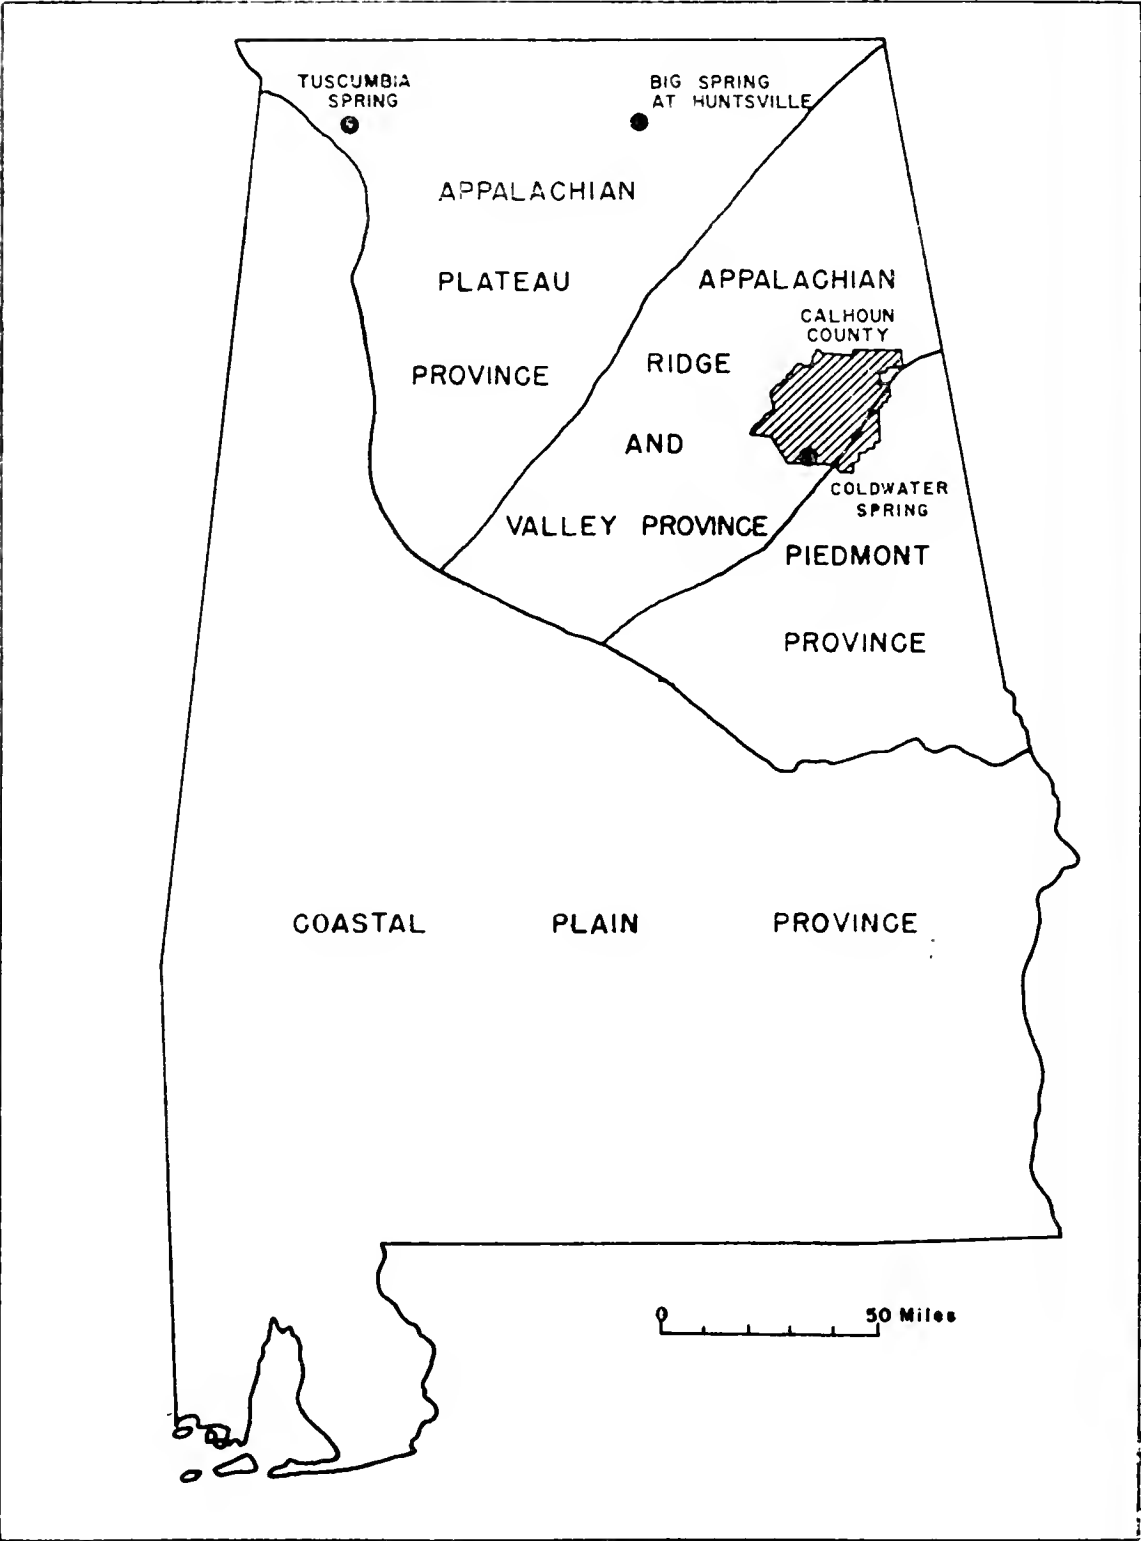 TUSCUMBIA
SPRING
BIG SPRING
AT HUNTSVILLE
APPALACHIAN
PLATEAU
PROVINCE
APPALACHIAN
RIDGE
AND
VALLEY PROVINCE
CALHOUN
COUNTY
COLDWATER
SPRING
PIEDMONT
PROVINCE
COASTAL PLAIN PROVINCE
0 50 Miles